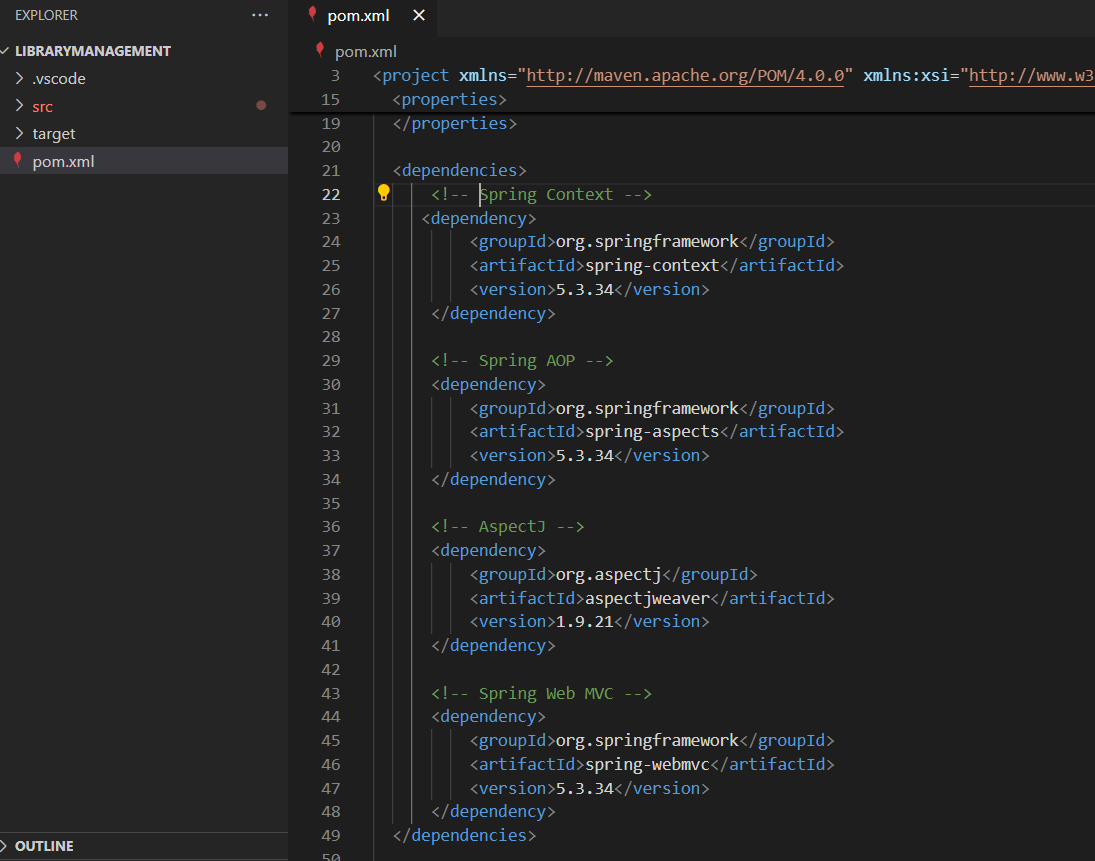 EXPLORER
···
LIBRARYMANAGEMENT
.vscode
src
target
pom.xml
OUTLINE
pom.xml
pom.xml
3 <project xmlns="http://maven.apache.org/POM/4.0.0" xmlns:xsi="http://www.w3
15 <properties>
19 </properties>
20
21 <dependencies>
22 <!-- Spring Context -->
23 <dependency>
24 <groupId>org.springframework</groupId>
25 <artifactId>spring-context</artifactId>
26 <version>5.3.34</version>
27 </dependency>
28
29 <!-- Spring AOP -->
30 <dependency>
31 <groupId>org.springframework</groupId>
32 <artifactId>spring-aspects</artifactId>
33 <version>5.3.34</version>
34 </dependency>
35
36 <!-- AspectJ -->
37 <dependency>
38 <groupId>org.aspectj</groupId>
39 <artifactId>aspectjweaver</artifactId>
40 <version>1.9.21</version>
41 </dependency>
42
43 <!-- Spring Web MVC -->
44 <dependency>
45 <groupId>org.springframework</groupId>
46 <artifactId>spring-webmvc</artifactId>
47 <version>5.3.34</version>
48 </dependency>
49 </dependencies>
50